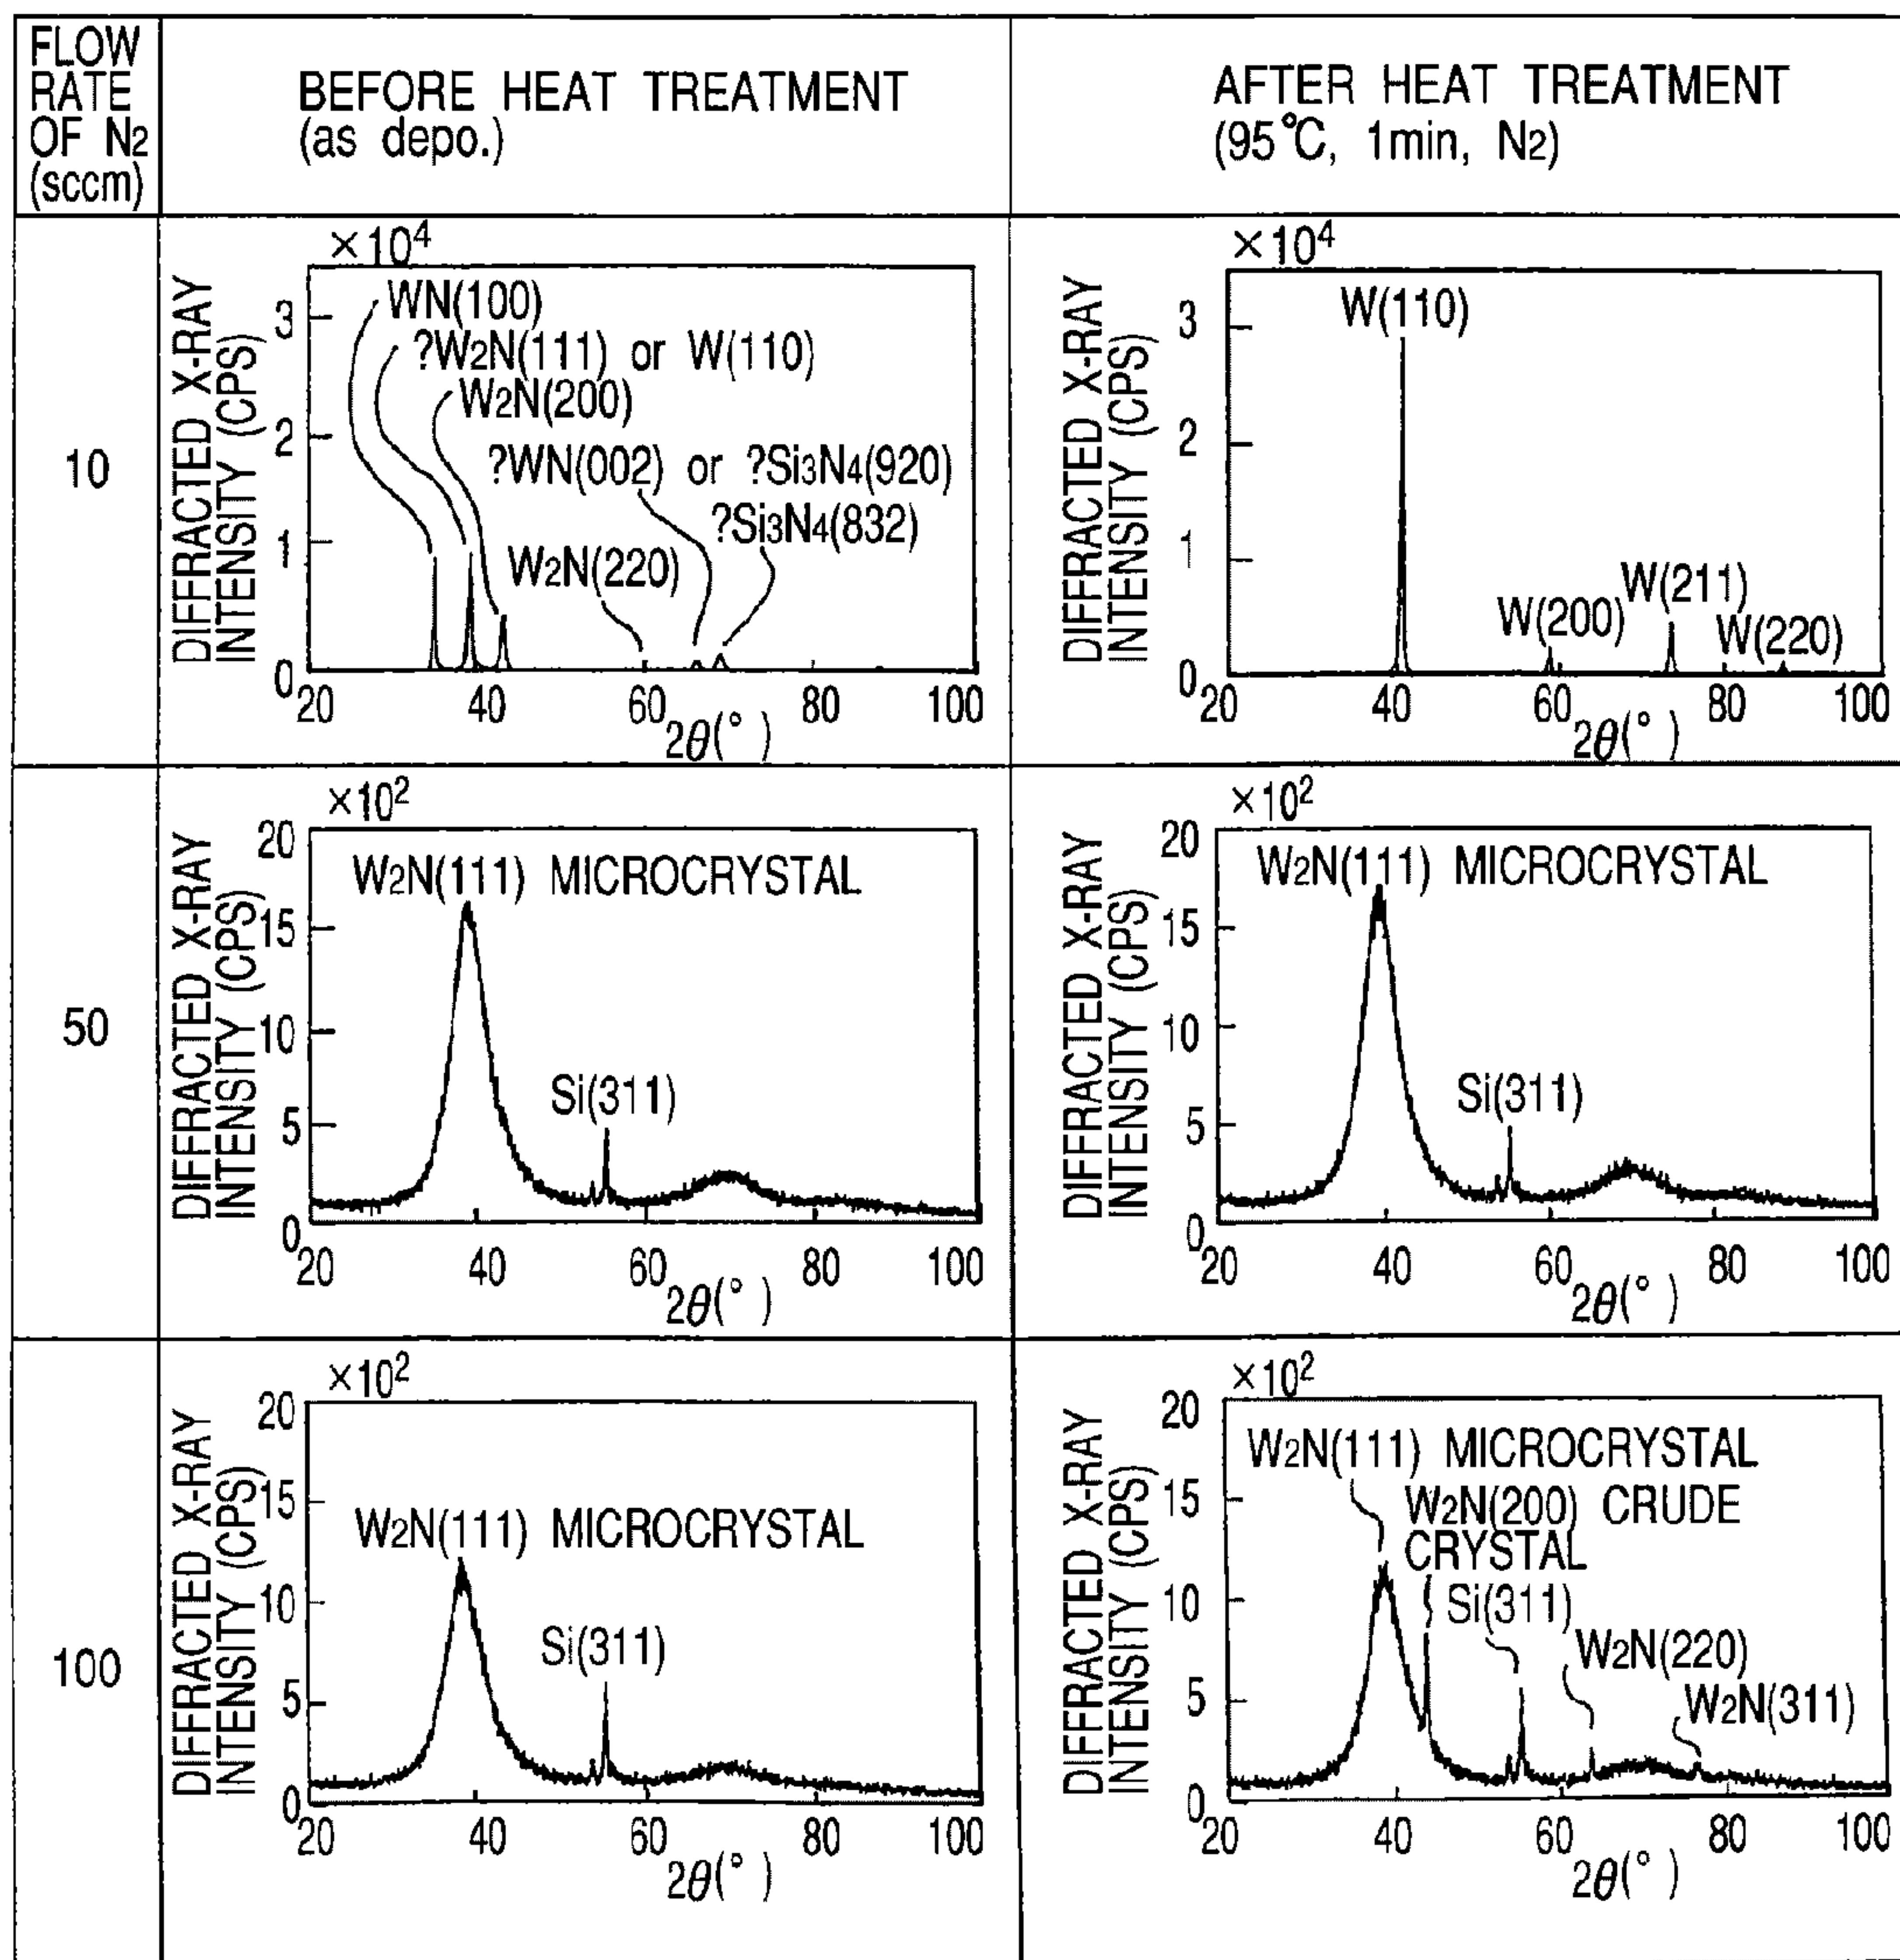 FLOW
RATE
OF N2
(sccm)
BEFORE HEAT TREATMENT
(as depo.)
AFTER HEAT TREATMENT
(95°C, 1min, N2)
10
×10⁴
DIFFRACTED X-RAY
INTENSITY (CPS)
3
2
1
0
WN(100)
?W2N(111) or W(110)
W2N(200)
?WN(002) or ?Si3N4(920)
?Si3N4(832)
W2N(220)
20 40 60 80 100
2θ(° )
×10⁴
DIFFRACTED X-RAY
INTENSITY (CPS)
3
2
1
0
W(110)
W(211)
W(200)
W(220)
20 40 60 80 100
2θ(° )
50
×10²
DIFFRACTED X-RAY
INTENSITY (CPS)
20
15
10
5
0
W2N(111) MICROCRYSTAL
Si(311)
20 40 60 80 100
2θ(° )
×10²
DIFFRACTED X-RAY
INTENSITY (CPS)
20
15
10
5
0
W2N(111) MICROCRYSTAL
Si(311)
20 40 60 80 100
2θ(° )
100
×10²
DIFFRACTED X-RAY
INTENSITY (CPS)
20
15
10
5
0
W2N(111) MICROCRYSTAL
Si(311)
20 40 60 80 100
2θ(° )
×10²
DIFFRACTED X-RAY
INTENSITY (CPS)
20
15
10
5
0
W2N(111) MICROCRYSTAL
W2N(200) CRUDE
CRYSTAL
Si(311)
W2N(220)
W2N(311)
20 40 60 80 100
2θ(° )